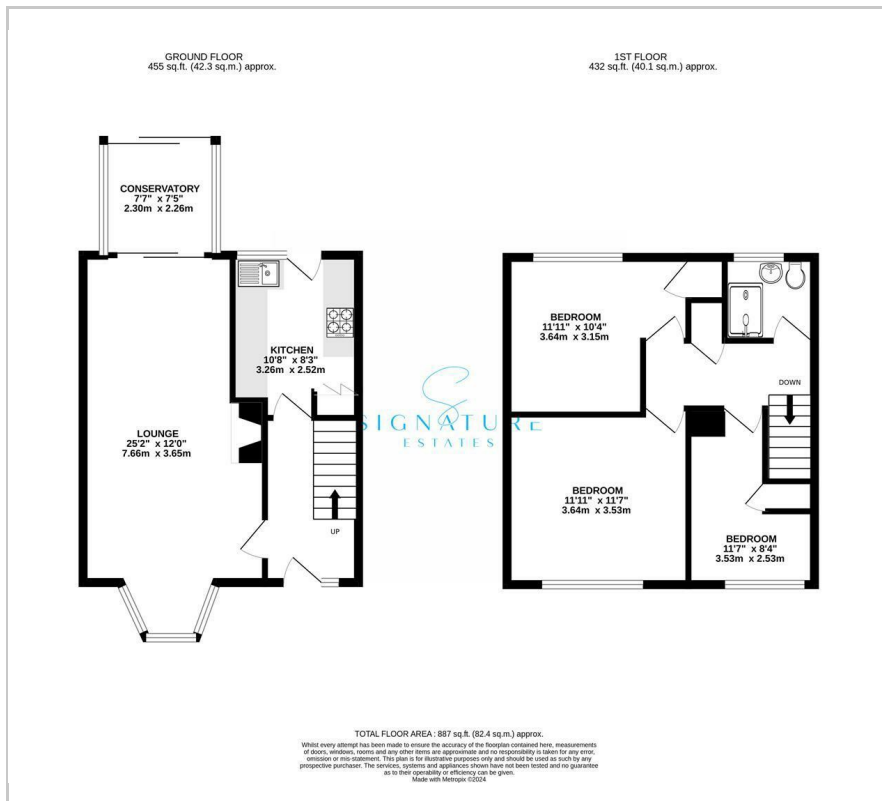 GROUND FLOOR
455 sq.ft. (42.3 sq.m.) approx.
1ST FLOOR
432 sq.ft. (40.1 sq.m.) approx.
CONSERVATORY
7'7" x 7'5"
2.30m x 2.26m
KITCHEN
10'8" x 8'3"
3.26m x 2.52m
LOUNGE
25'2" x 12'0"
7.66m x 3.65m
UP
BEDROOM
11'11" x 10'4"
3.64m x 3.15m
DOWN
BEDROOM
11'11" x 11'7"
3.64m x 3.53m
BEDROOM
11'7" x 8'4"
3.53m x 2.53m
SIGNATURE
ESTATES
TOTAL FLOOR AREA : 887 sq.ft. (82.4 sq.m.) approx.
Whilst every attempt has been made to ensure the accuracy of the floorplan contained here, measurements
of doors, windows, rooms and any other items are approximate and no responsibility is taken for any error,
omission or mis-statement. This plan is for illustrative purposes only and should be used as such by any
prospective purchaser. The services, systems and appliances shown have not been tested and no guarantee
as to their operability or efficiency can be given.
Made with Metropix ©2024